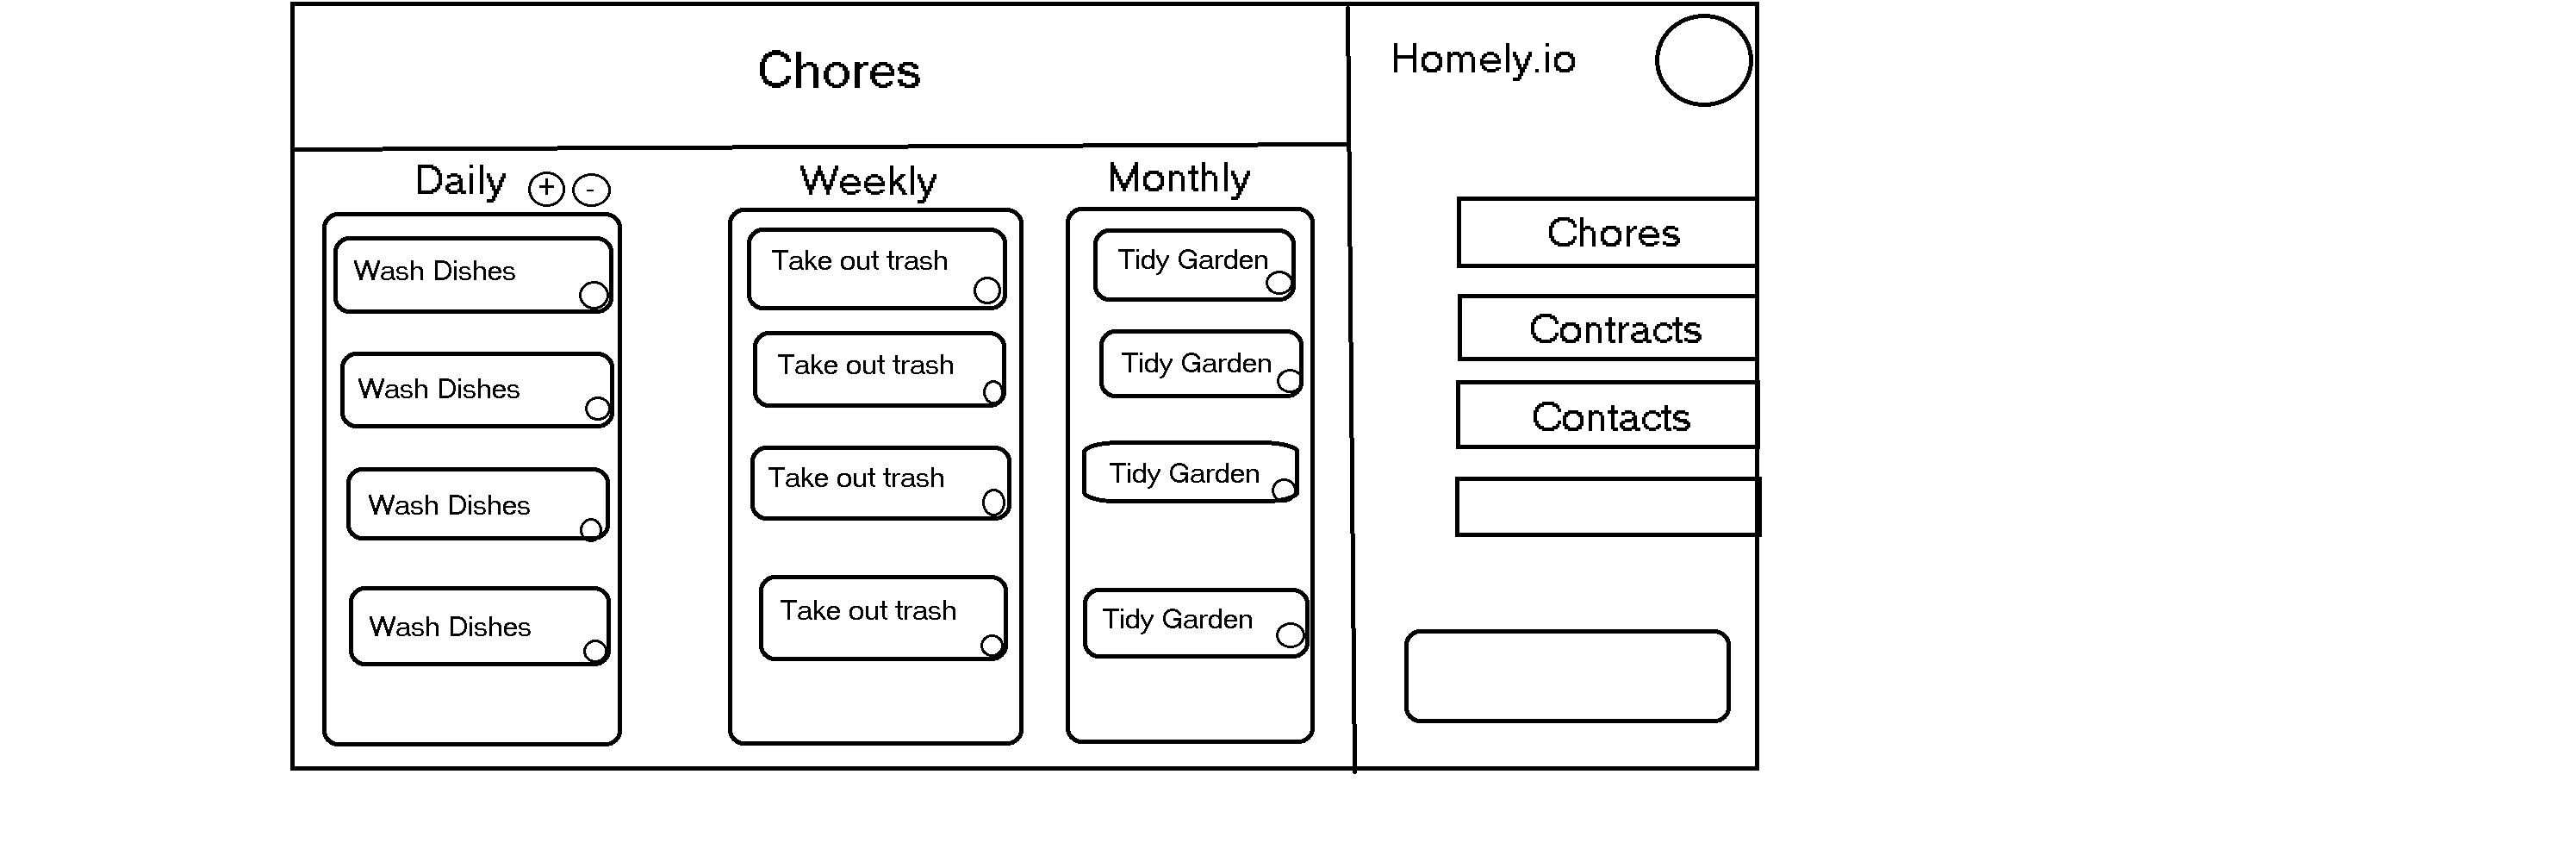 Chores
Homely.io
Daily + -
Weekly
Monthly
Wash Dishes
Wash Dishes
Wash Dishes
Wash Dishes
Take out trash
Take out trash
Take out trash
Take out trash
Tidy Garden
Tidy Garden
Tidy Garden
Tidy Garden
Chores
Contracts
Contacts